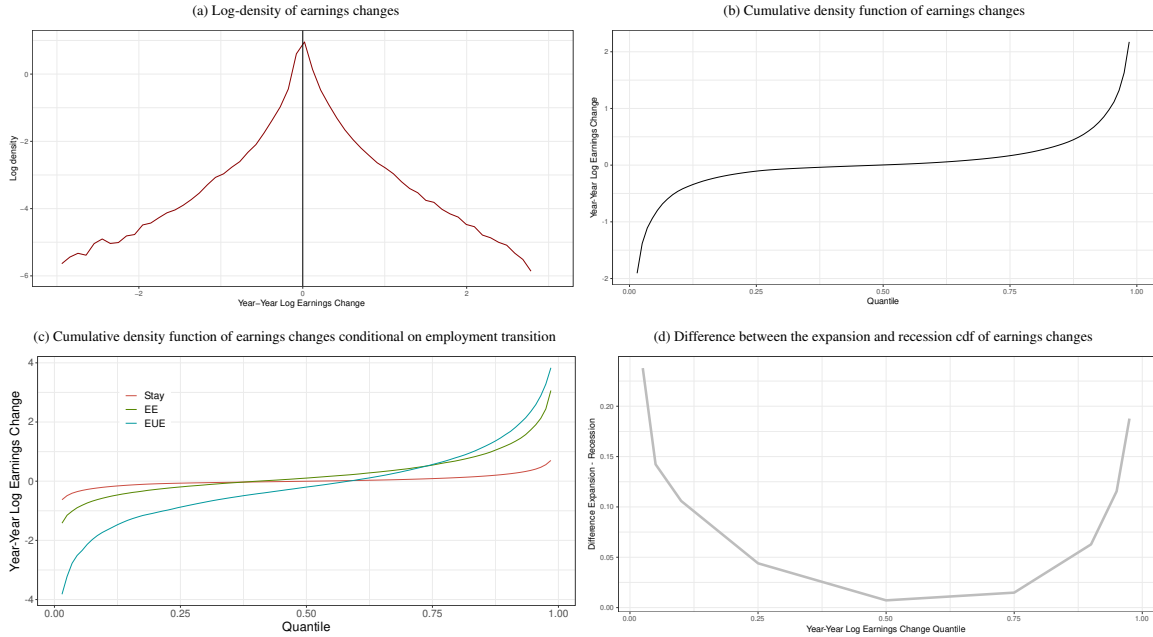 (a) Log-density of earnings changes
0
−2
−4
−6
Log density
−2
0
2
Year−Year Log Earnings Change
(b) Cumulative density function of earnings changes
2
1
0
-1
-2
Year-Year Log Earnings Change
0.00
0.25
0.50
0.75
1.00
Quantile
(c) Cumulative density function of earnings changes conditional on employment transition
4
2
0
-2
-4
Year-Year Log Earnings Change
Stay
EE
EUE
0.00
0.25
0.50
0.75
1.00
Quantile
(d) Difference between the expansion and recession cdf of earnings changes
0.20
0.15
0.10
0.05
0.00
Difference Expansion - Recession
0.00
0.25
0.50
0.75
1.00
Year-Year Log Earnings Change Quantile